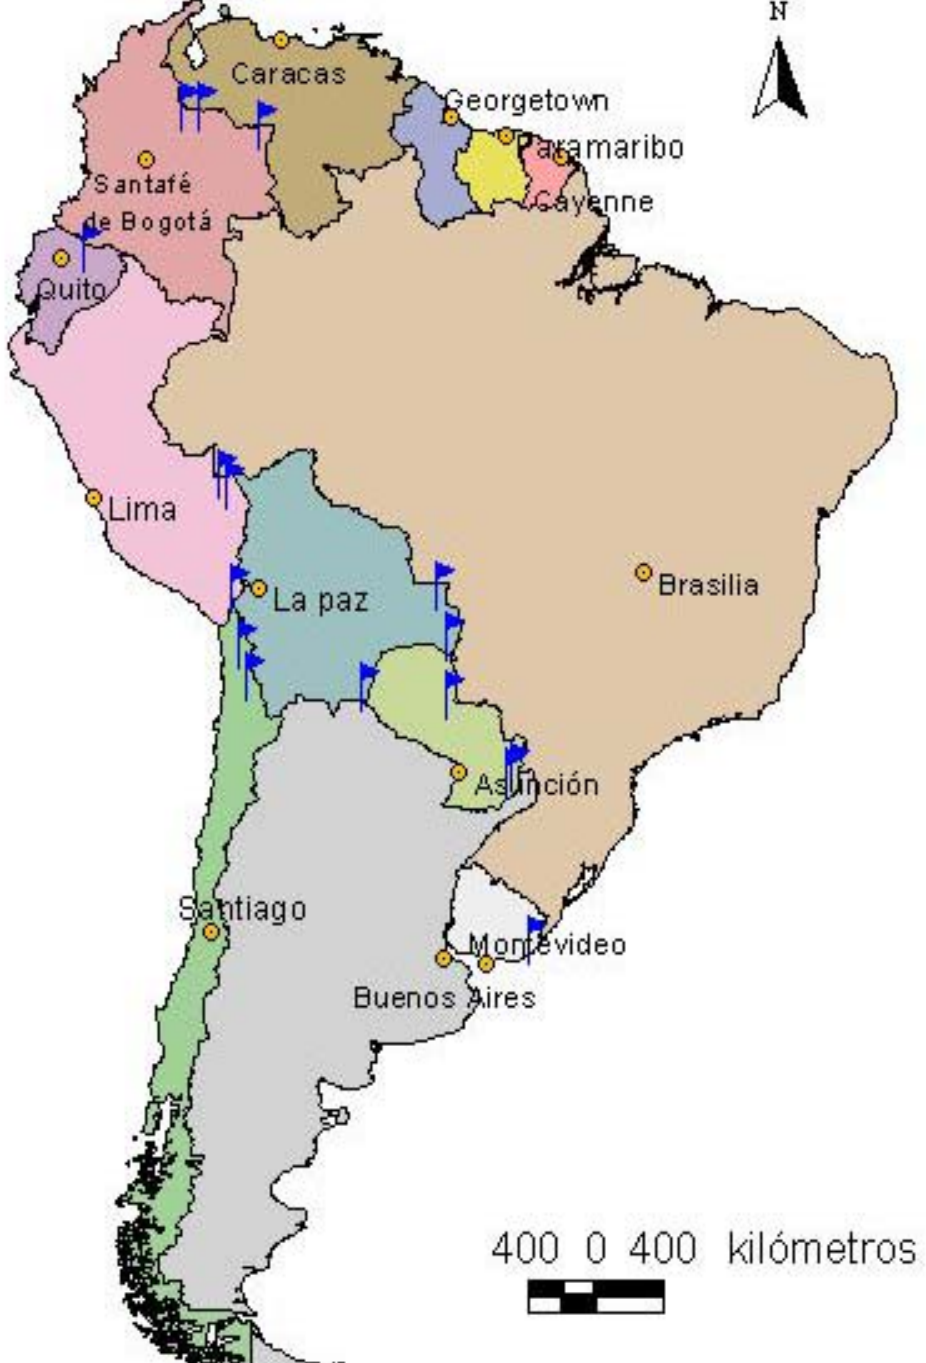 N
Caracas
Georgetown
Paramaribo
Santafé
de Bogotá
Cayenne
Quito
Lima
Brasilia
La paz
Asunción
Santiago
Montevideo
Buenos Aires
400 0 400 kilómetros